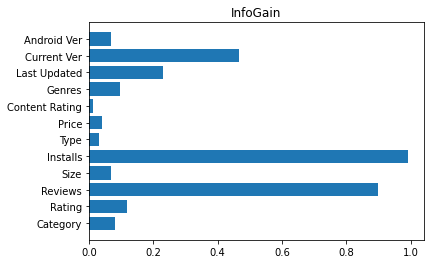 InfoGain
Android Ver
Current Ver
Last Updated
Genres
Content Rating
Price
Type
Installs
Size
Reviews
Rating
Category
0.0 0.2 0.4 0.6 0.8 1.0